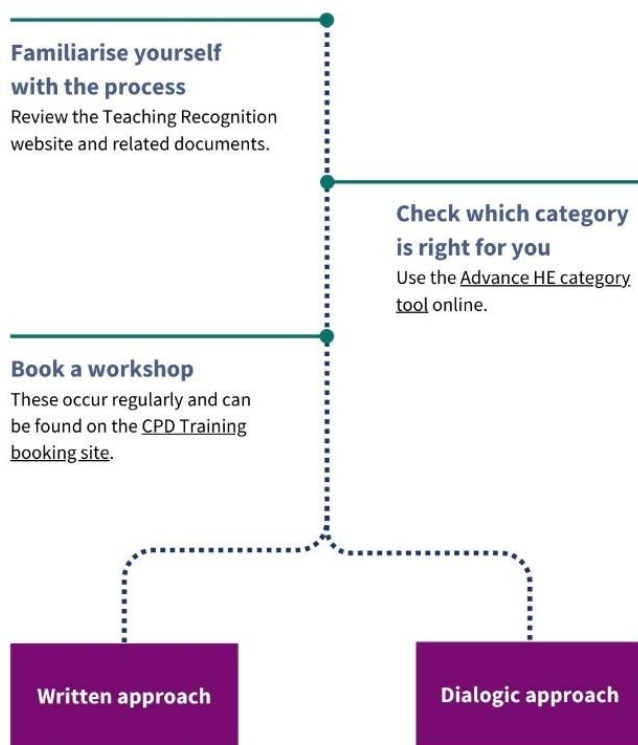 Familiarise yourself
with the process
Review the Teaching Recognition
website and related documents.
Check which category
is right for you
Use the Advance HE category
tool online.
Book a workshop
These occur regularly and can
be found on the CPD Training
booking site.
Written approach
Dialogic approach